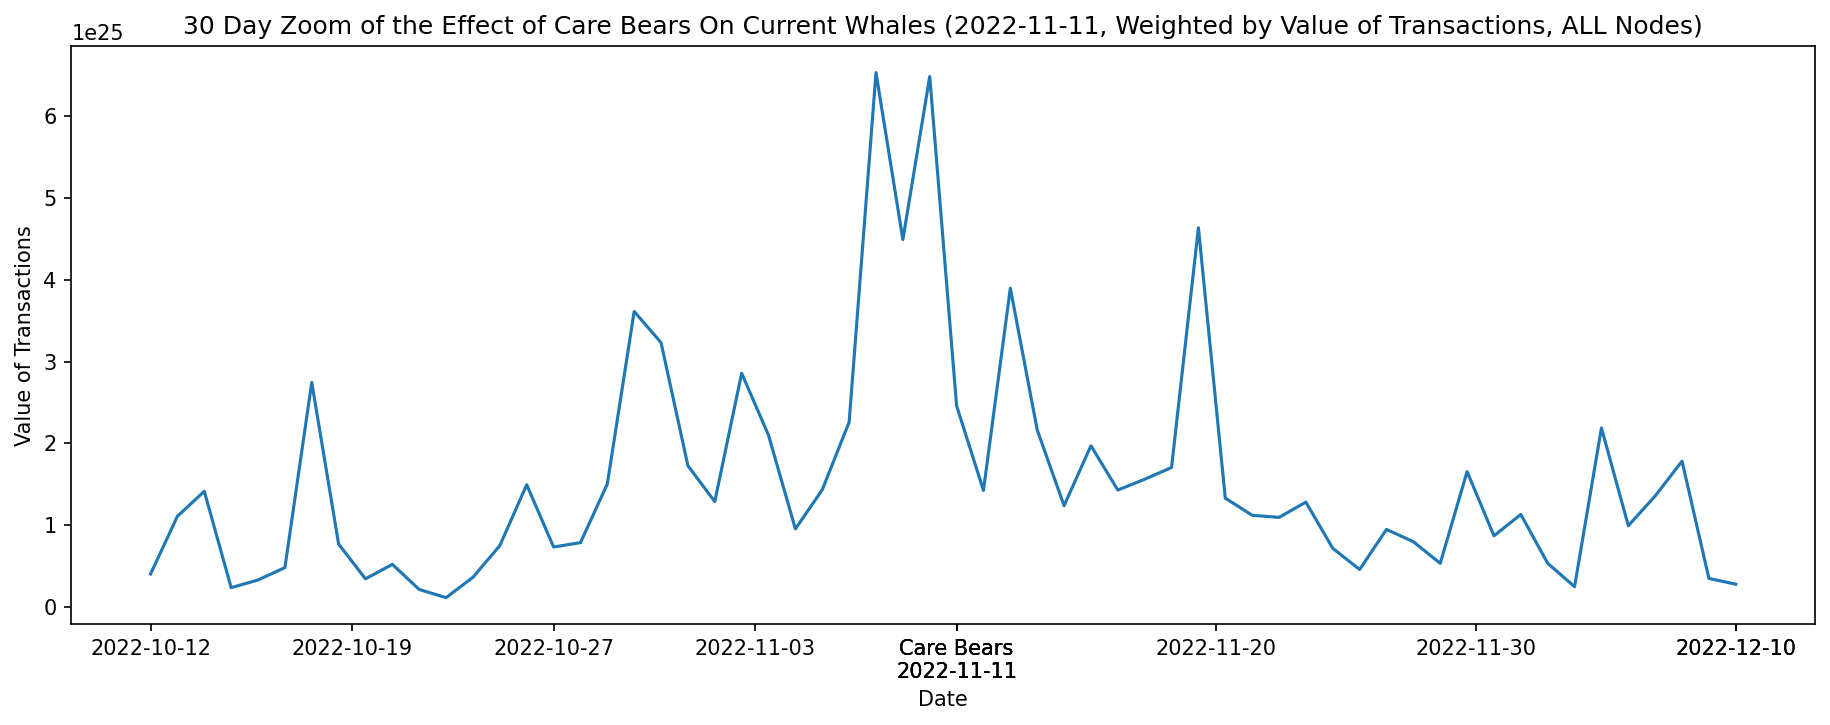 30 Day Zoom of the Effect of Care Bears On Current Whales (2022-11-11, Weighted by Value of Transactions, ALL Nodes)
1e25
6
5
4
3
2
1
0
Value of Transactions
2022-10-12 2022-10-19 2022-10-27 2022-11-03 Care Bears 2022-11-20 2022-11-30 2022-12-10
2022-11-11
Date